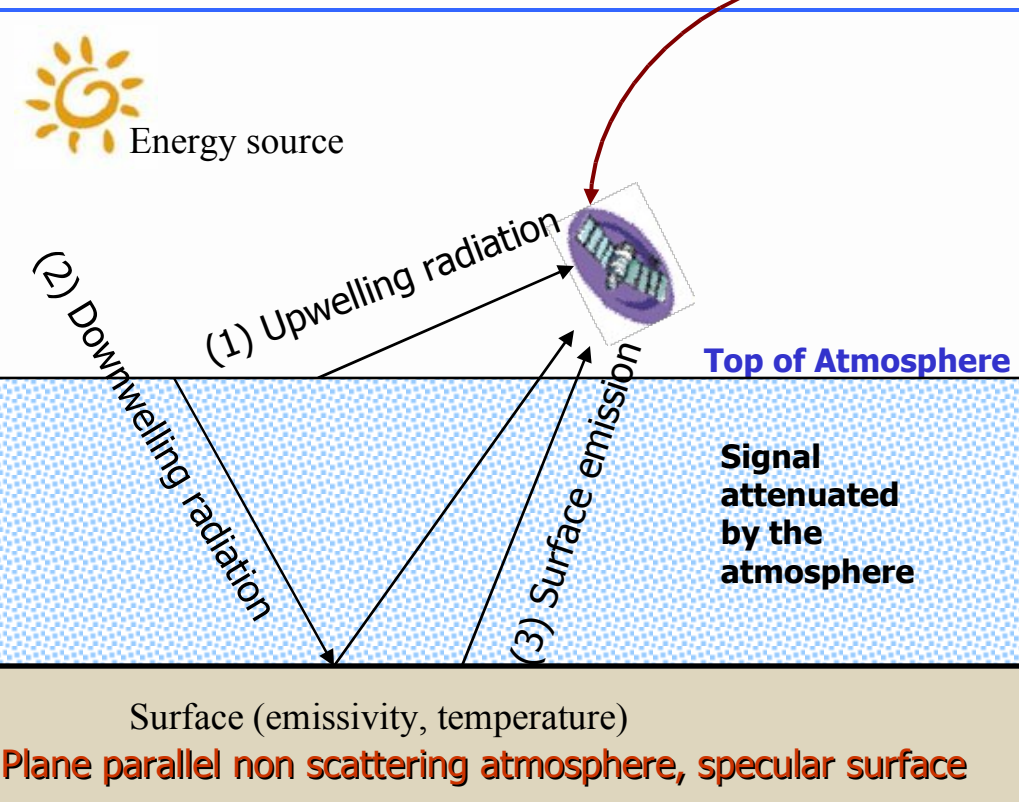 Energy source
(1) Upwelling radiation
(2) Downwelling radiation
Top of Atmosphere
(3) Surface emission
Signal
attenuated
by the
atmosphere
Surface (emissivity, temperature)
Plane parallel non scattering atmosphere, specular surface